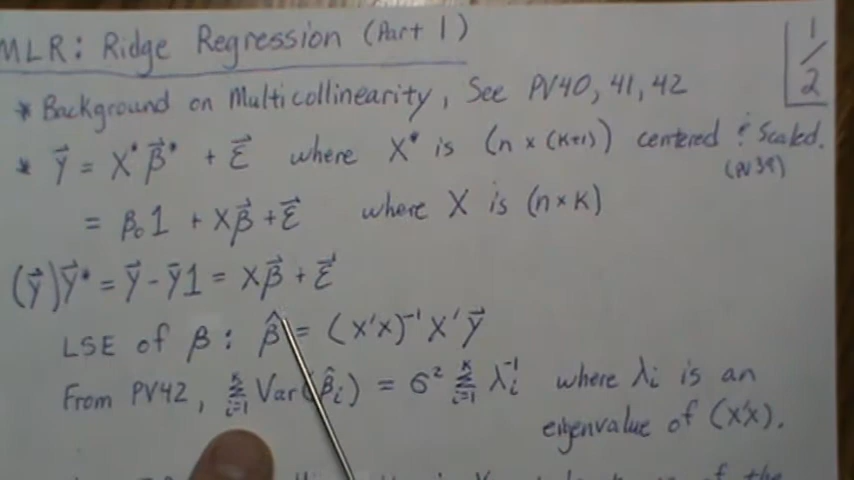 MLR: Ridge Regression (Part 1)
1/2
* Background on Multicollinearity, See PV40, 41, 42
* Y⃗ = X* β⃗* + ε⃗ where X* is (n x (K+1)) centered & Scaled.
(PV39)
= β₀1 + Xβ⃗ + ε⃗ where X is (n x K)
(Y⃗) Y⃗* = Y⃗ - Ȳ1 = Xβ⃗ + ε⃗
LSE of β: β̂ = (X'X)⁻¹ X' Y⃗
From PV42, Σᵢ₌₁ᴷ Var(β̂ᵢ) = σ² Σᵢ₌₁ᴷ λᵢ⁻¹ where λᵢ is an
eigenvalue of (X'X).